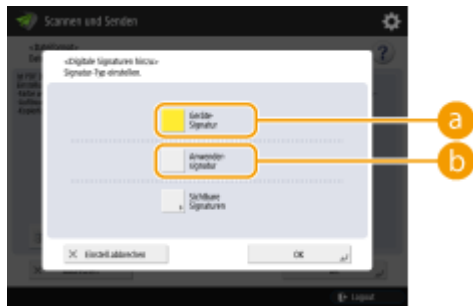 Scannen und Senden
<Digitale Signaturen hinzu>
Signatur-Typ einstellen.
Geräte-
Signatur
a
Anwender-
signatur
b
Sichtbare
Signaturen
Einstell.abbrechen
OK
Logout